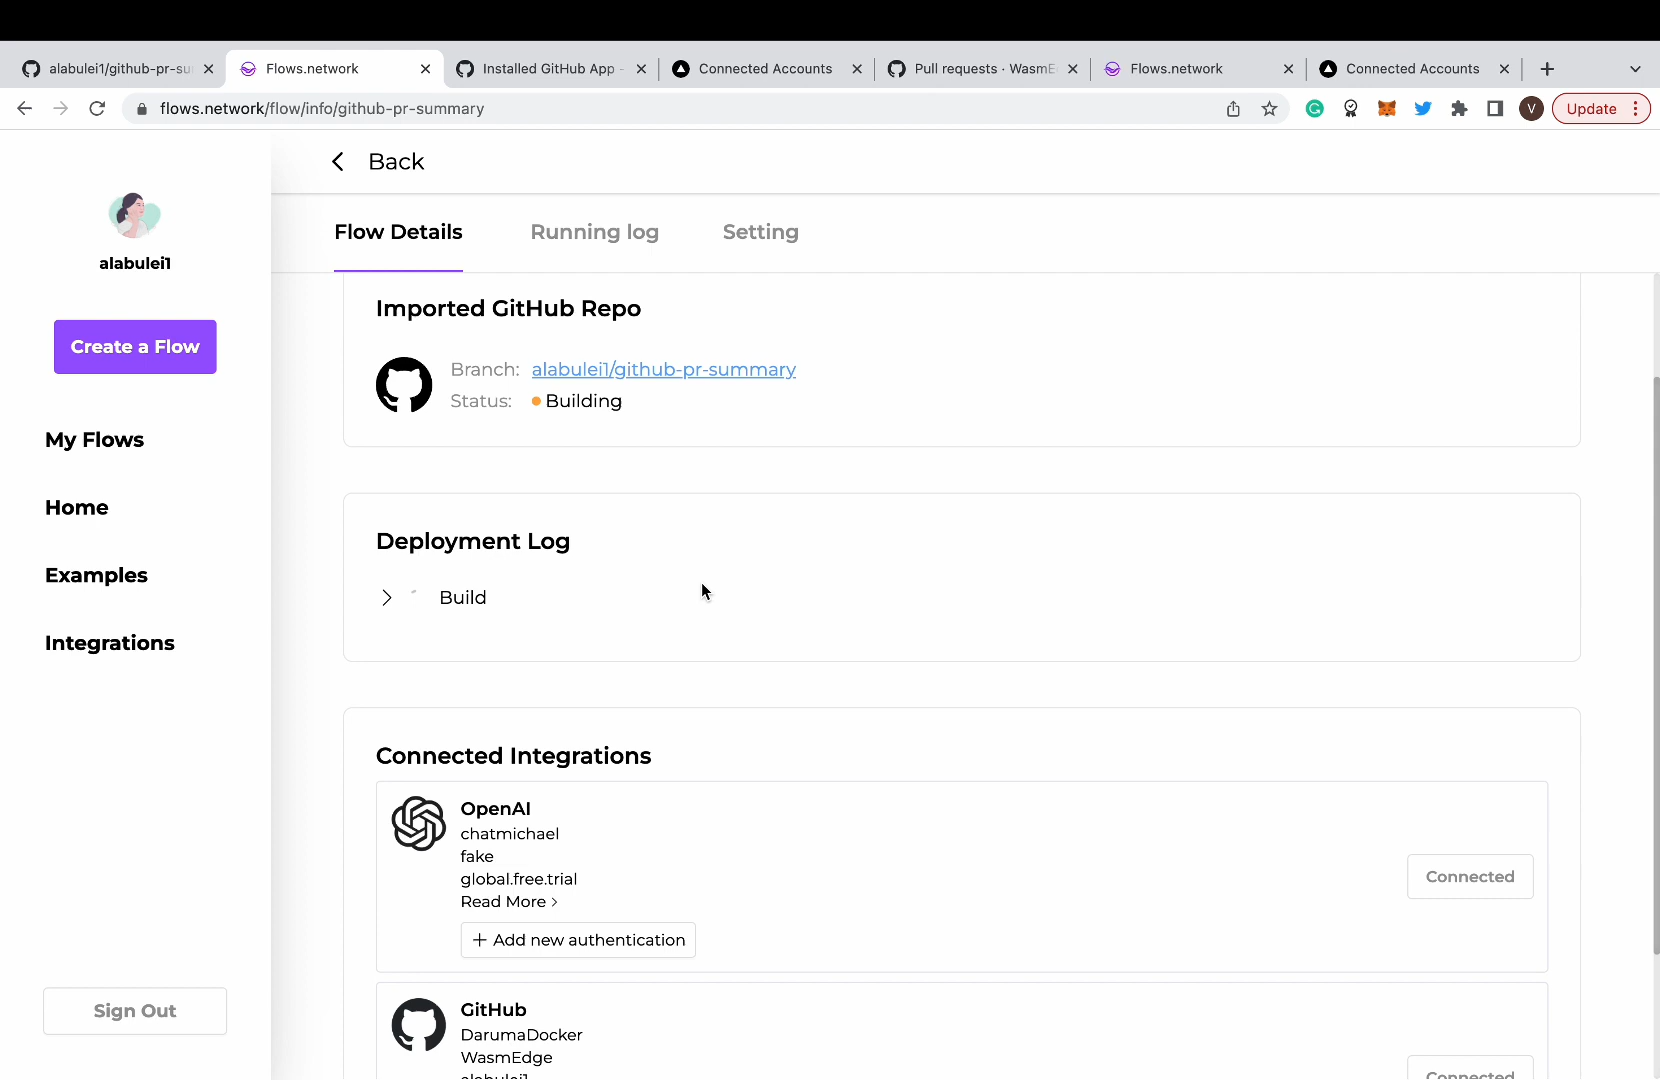 alabulei1/github-pr-su
Flows.network
Installed GitHub App -
Connected Accounts
Pull requests · WasmE
Flows.network
Connected Accounts
flows.network/flow/info/github-pr-summary
V
Update
Back
alabulei1
Create a Flow
My Flows
Home
Examples
Integrations
Sign Out
Flow Details
Running log
Setting
Imported GitHub Repo
Branch: alabulei1/github-pr-summary
Status: Building
Deployment Log
Build
Connected Integrations
OpenAI
chatmichael
fake
global.free.trial
Read More >
+ Add new authentication
Connected
GitHub
DarumaDocker
WasmEdge
alabulei1
Connected